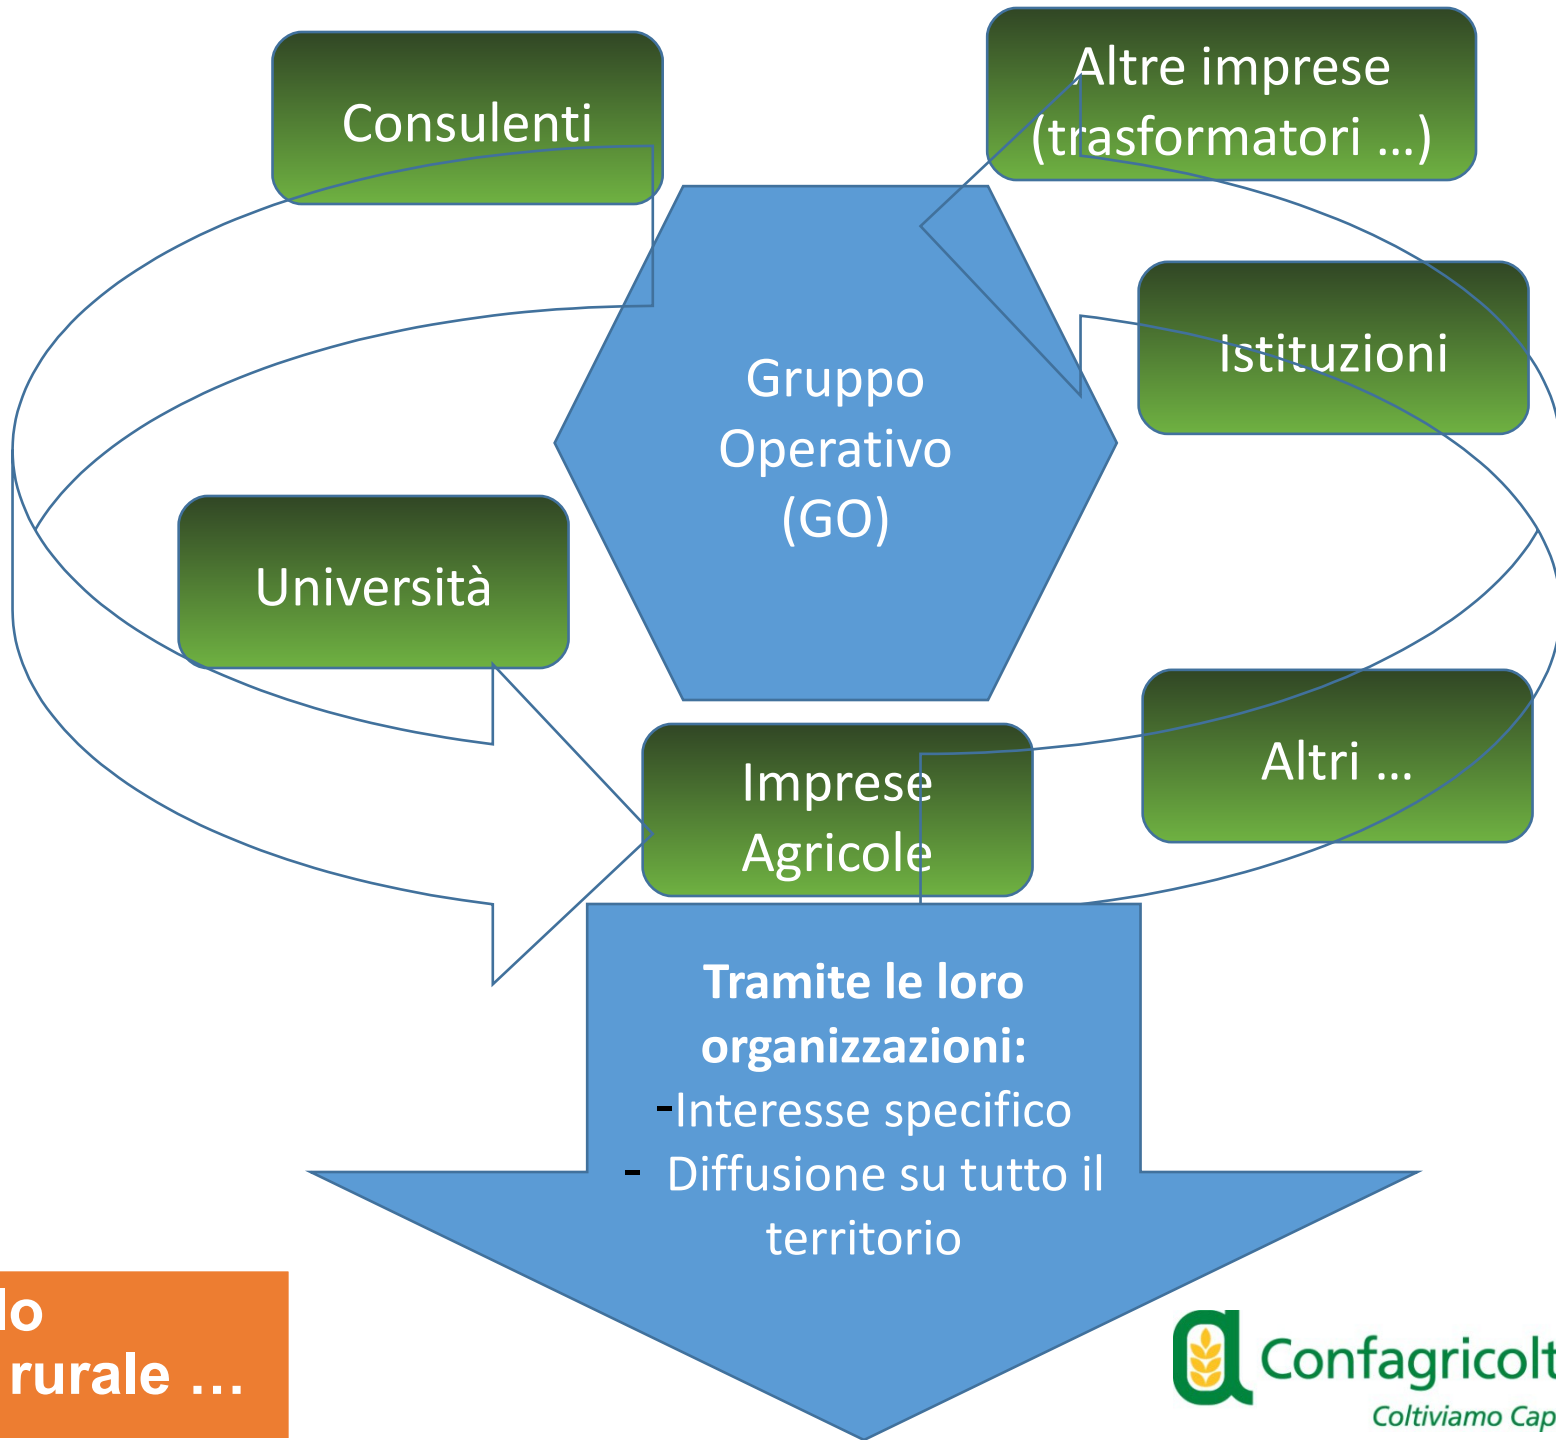 Consulenti
Altre imprese
(trasformatori ...)
Istituzioni
Gruppo
Operativo
(GO)
Università
Imprese
Agricole
Altri ...
Tramite le loro
organizzazioni:
-Interesse specifico
- Diffusione su tutto il
territorio
lo
rurale ...
Confagricolt
Coltiviamo Cap